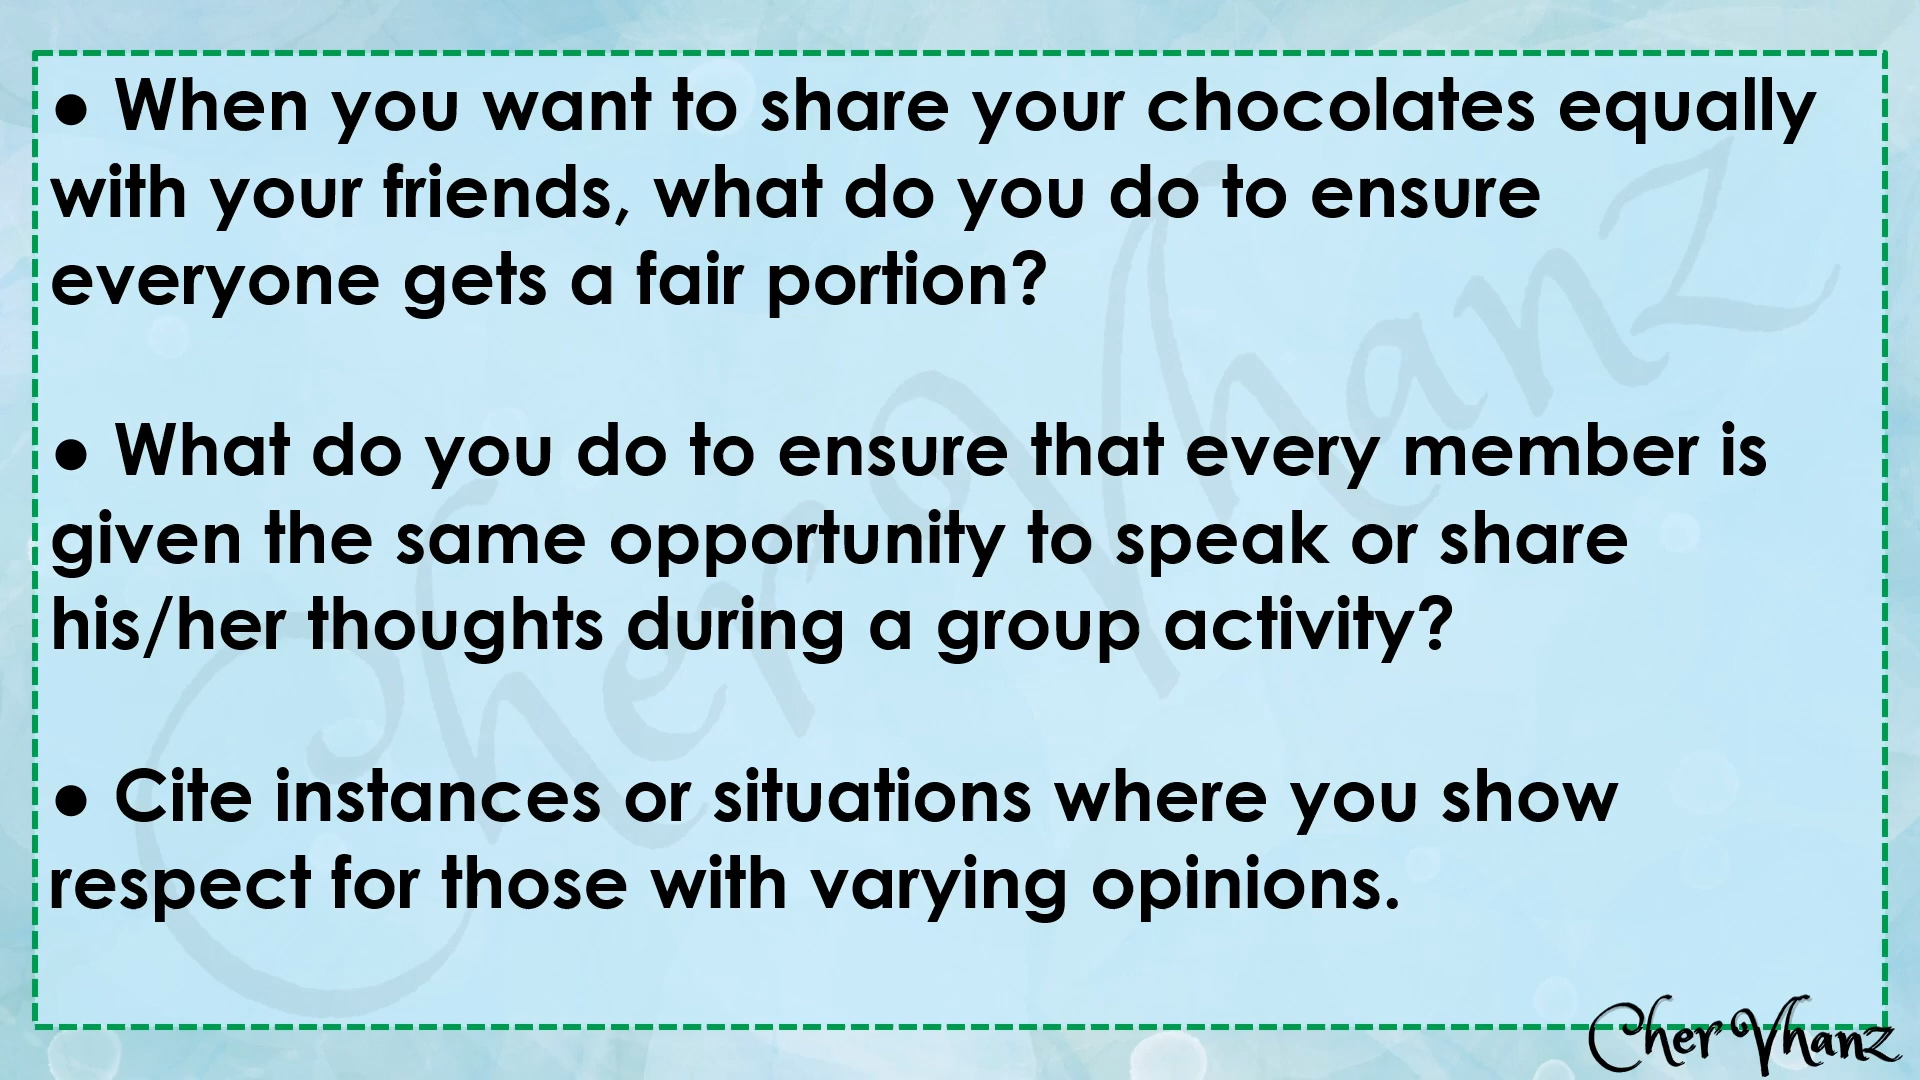 ● When you want to share your chocolates equally
with your friends, what do you do to ensure
everyone gets a fair portion?
● What do you do to ensure that every member is
given the same opportunity to speak or share
his/her thoughts during a group activity?
● Cite instances or situations where you show
respect for those with varying opinions.
Cher Vhanz
Cher Vhanz